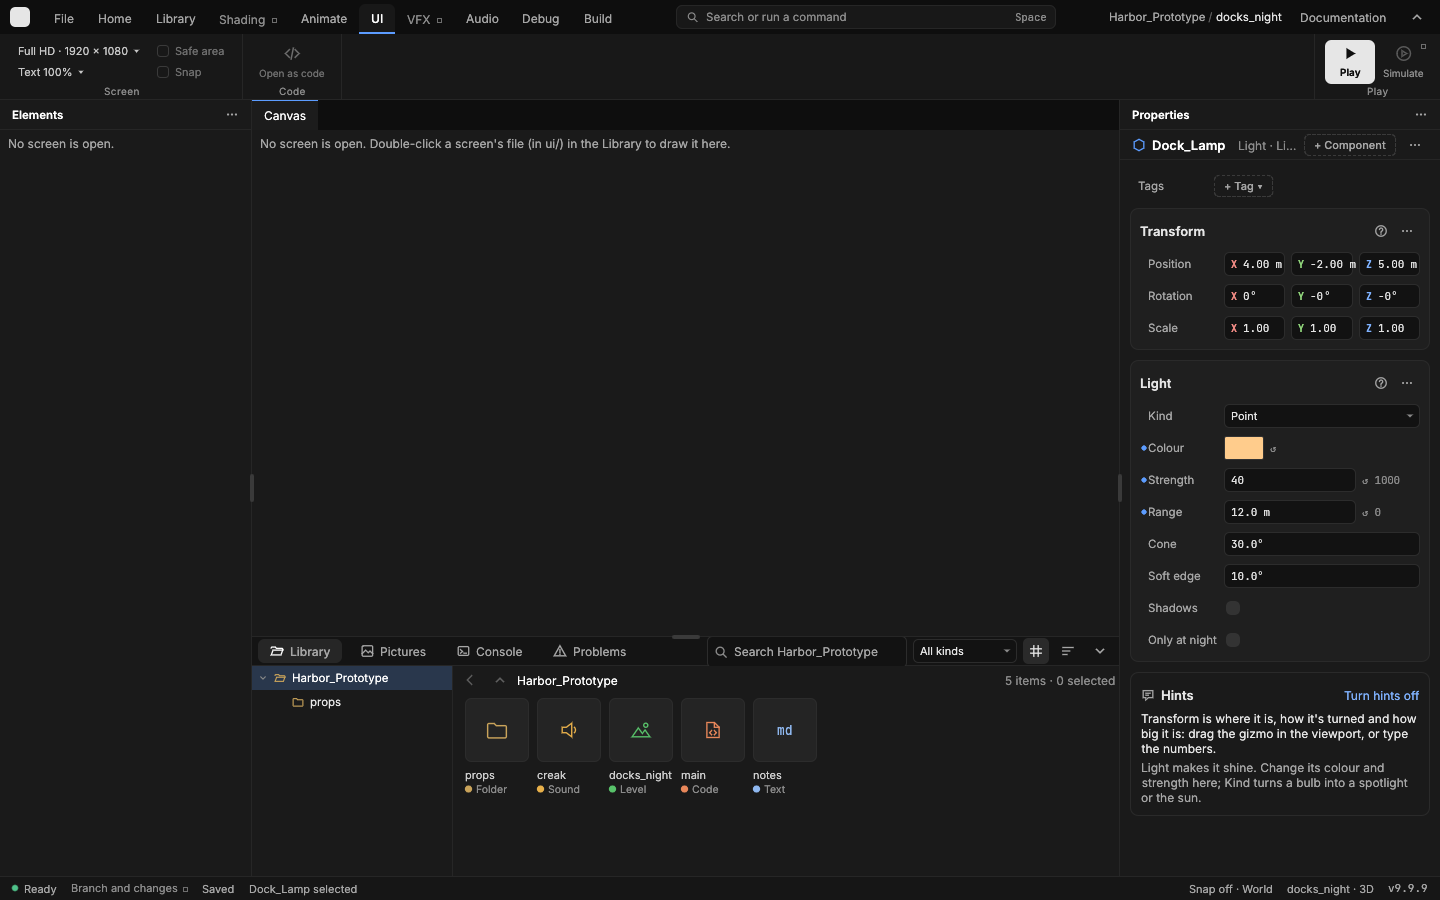 File Home Library Shading Animate UI VFX Audio Debug Build Search or run a command Space Harbor_Prototype / docks_night Documentation
Full HD · 1920 × 1080 Safe area
Text 100% Snap
Screen
Open as code
Code
Play
Simulate
Play
Elements
No screen is open.
Canvas
No screen is open. Double-click a screen's file (in ui/) in the Library to draw it here.
Properties
Dock_Lamp Light · Li... + Component
Tags + Tag
Transform
Position X 4.00 m Y -2.00 m Z 5.00 m
Rotation X 0° Y -0° Z -0°
Scale X 1.00 Y 1.00 Z 1.00
Light
Kind Point
Colour
Strength 40 1000
Range 12.0 m 0
Cone 30.0°
Soft edge 10.0°
Shadows
Only at night
Hints Turn hints off
Transform is where it is, how it's turned and how
big it is: drag the gizmo in the viewport, or type
the numbers.
Light makes it shine. Change its colour and
strength here; Kind turns a bulb into a spotlight
or the sun.
Library Pictures Console Problems Search Harbor_Prototype All kinds
Harbor_Prototype
props
Harbor_Prototype 5 items · 0 selected
md
props creak docks_night main notes
Folder Sound Level Code Text
Ready Branch and changes Saved Dock_Lamp selected Snap off · World docks_night · 3D v9.9.9